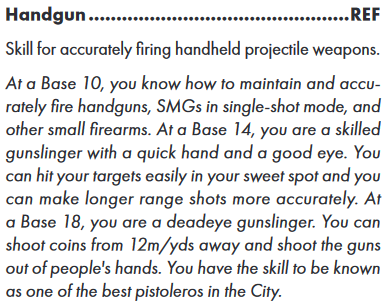 Handgun.............................................REF
Skill for accurately firing handheld projectile weapons.
At a Base 10, you know how to maintain and accu-
rately fire handguns, SMGs in single-shot mode, and
other small firearms. At a Base 14, you are a skilled
gunslinger with a quick hand and a good eye. You
can hit your targets easily in your sweet spot and you
can make longer range shots more accurately. At
a Base 18, you are a deadeye gunslinger. You can
shoot coins from 12m/yds away and shoot the guns
out of people's hands. You have the skill to be known
as one of the best pistoleros in the City.